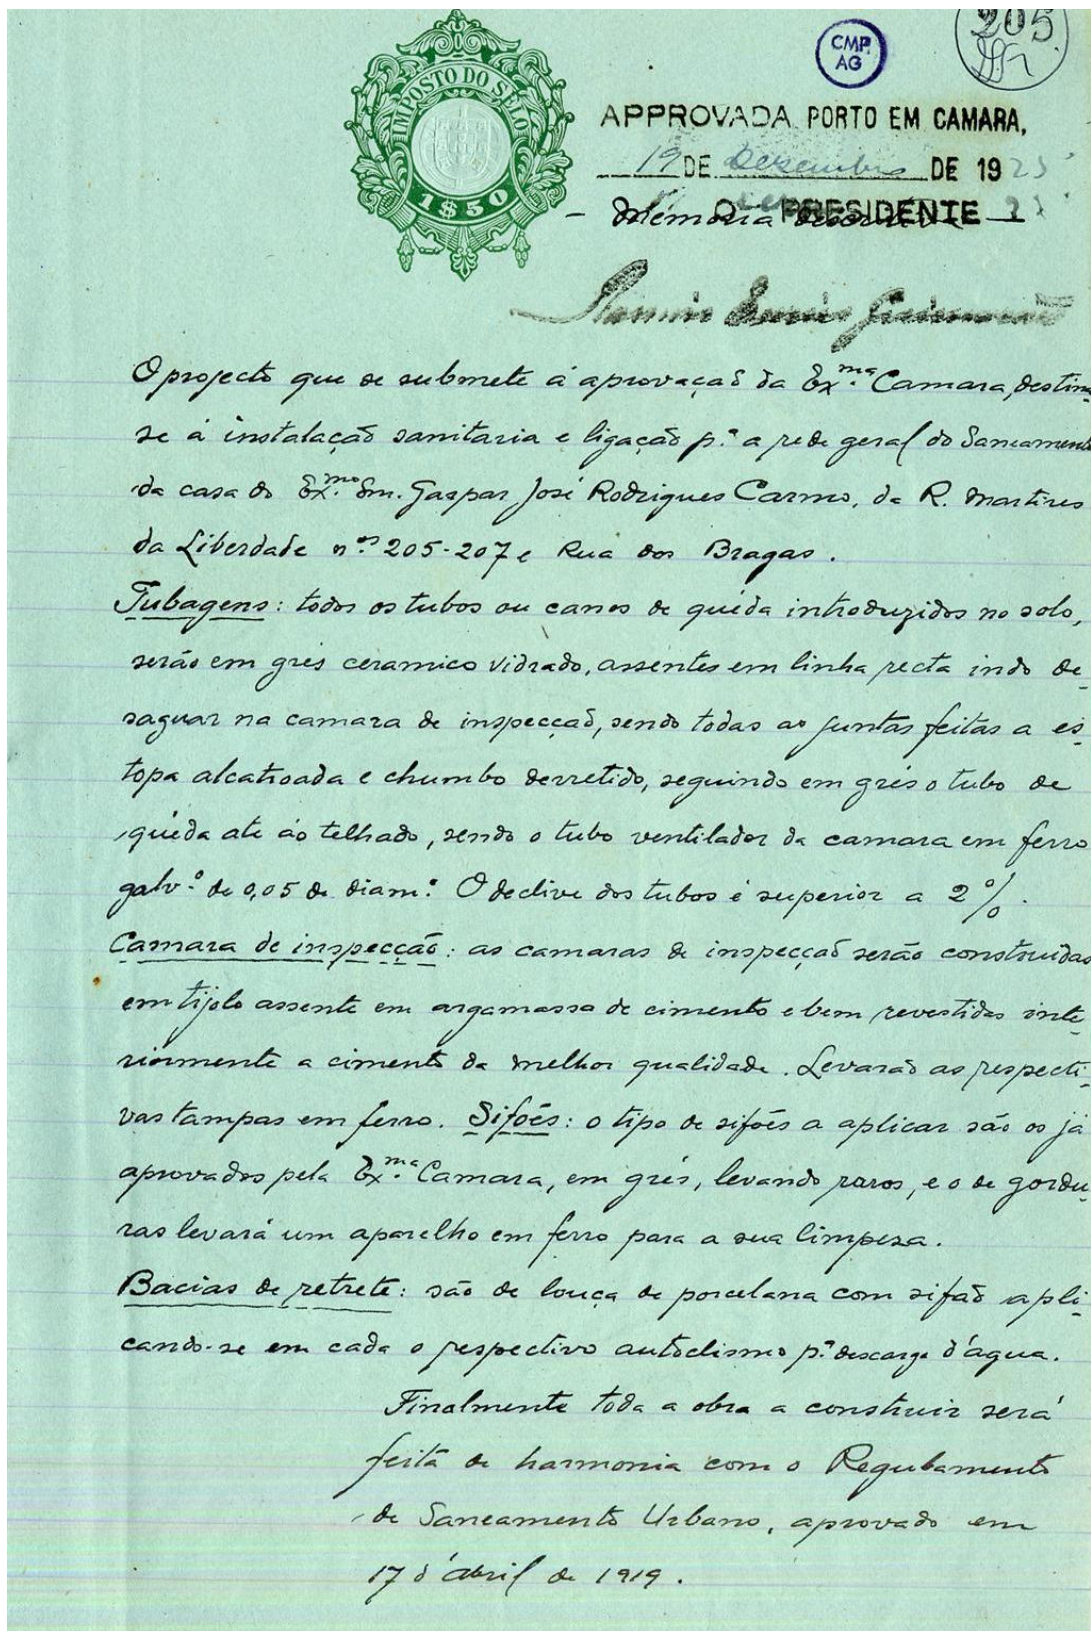 205
CMP
AG
IMPOSTO DO SELO
1$50
APPROVADA. PORTO EM CAMARA,
19 DE Dezembro DE 1925
O PRESIDENTE
- Memoria
O projecto que se submete á aprovação da Ex.ma Camara, destina-
se á instalação sanitaria e ligação p.ª a rede geral do Saneamento
da casa do Ex.mo Snr. Gaspar José Rodrigues Carmo, da R. Martires
da Liberdade n.os 205-207 e Rua dos Bragas.
Tubagens: todos os tubos ou canos de quéda introduzidos no solo,
serão em grés ceramico vidrado, assentes em linha recta indo de-
saguar na camara de inspecção, sendo todas as juntas feitas a es-
topa alcatroada e chumbo derretido, seguindo em grés o tubo de
quéda até ao telhado, sendo o tubo ventilador da camara em ferro
galv.º de 0,05 de diam.º O declive dos tubos é superior a 2%.
Camara de inspecção: as camaras de inspecção serão construidas
em tijolo assente em argamassa de cimento e bem revestidas inte-
riormente a cimento da melhor qualidade. Levarão as respecti-
vas tampas em ferro. Sifões: o tipo de sifões a aplicar são os já
aprovados pela Ex.ma Camara, em grés, levando raros, e o de gordu-
ras levará um aparelho em ferro para a sua limpesa.
Bacias de retrete: são de louça de porcelana com sifão apli-
cando-se em cada o respectivo autoclismo p.ª descarga d'água.
Finalmente toda a obra a construir será
feita de harmonia com o Regulamento
de Saneamento Urbano, aprovado em
17 d'Abril de 1919.